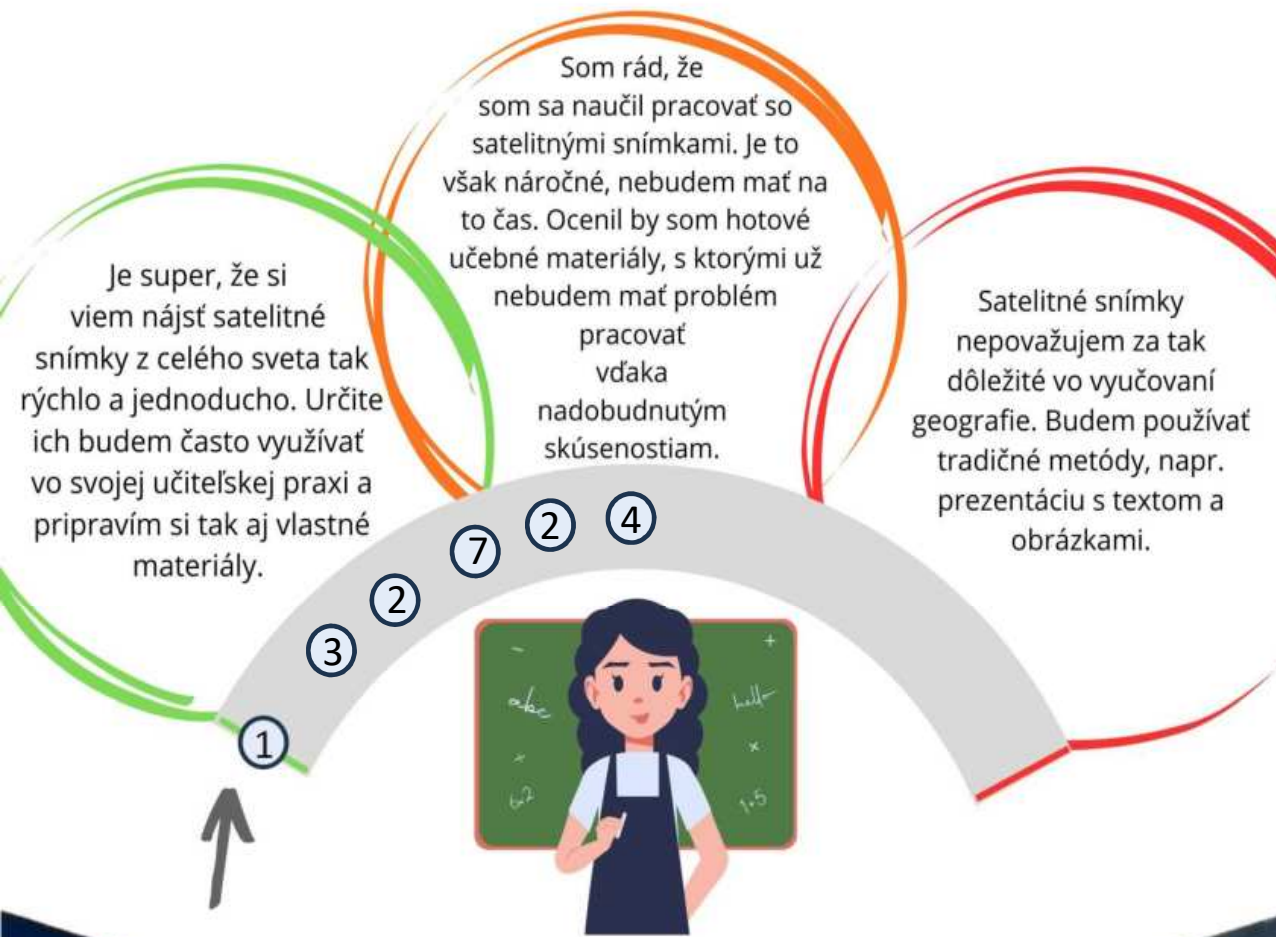 Som rád, že
som sa naučil pracovať so
satelitnými snímkami. Je to
však náročné, nebudem mať na
to čas. Ocenil by som hotové
učebné materiály, s ktorými už
nebudem mať problém
pracovať
vďaka
nadobudnutým
skúsenostiam.
Je super, že si
viem nájsť satelitné
snímky z celého sveta tak
rýchlo a jednoducho. Určite
ich budem často využívať
vo svojej učiteľskej praxi a
pripravím si tak aj vlastné
materiály.
Satelitné snímky
nepovažujem za tak
dôležité vo vyučovaní
geografie. Budem používať
tradičné metódy, napr.
prezentáciu s textom a
obrázkami.
1
3
2
7
2
4
-
+
abc
hello
+
×
6×2
1+5